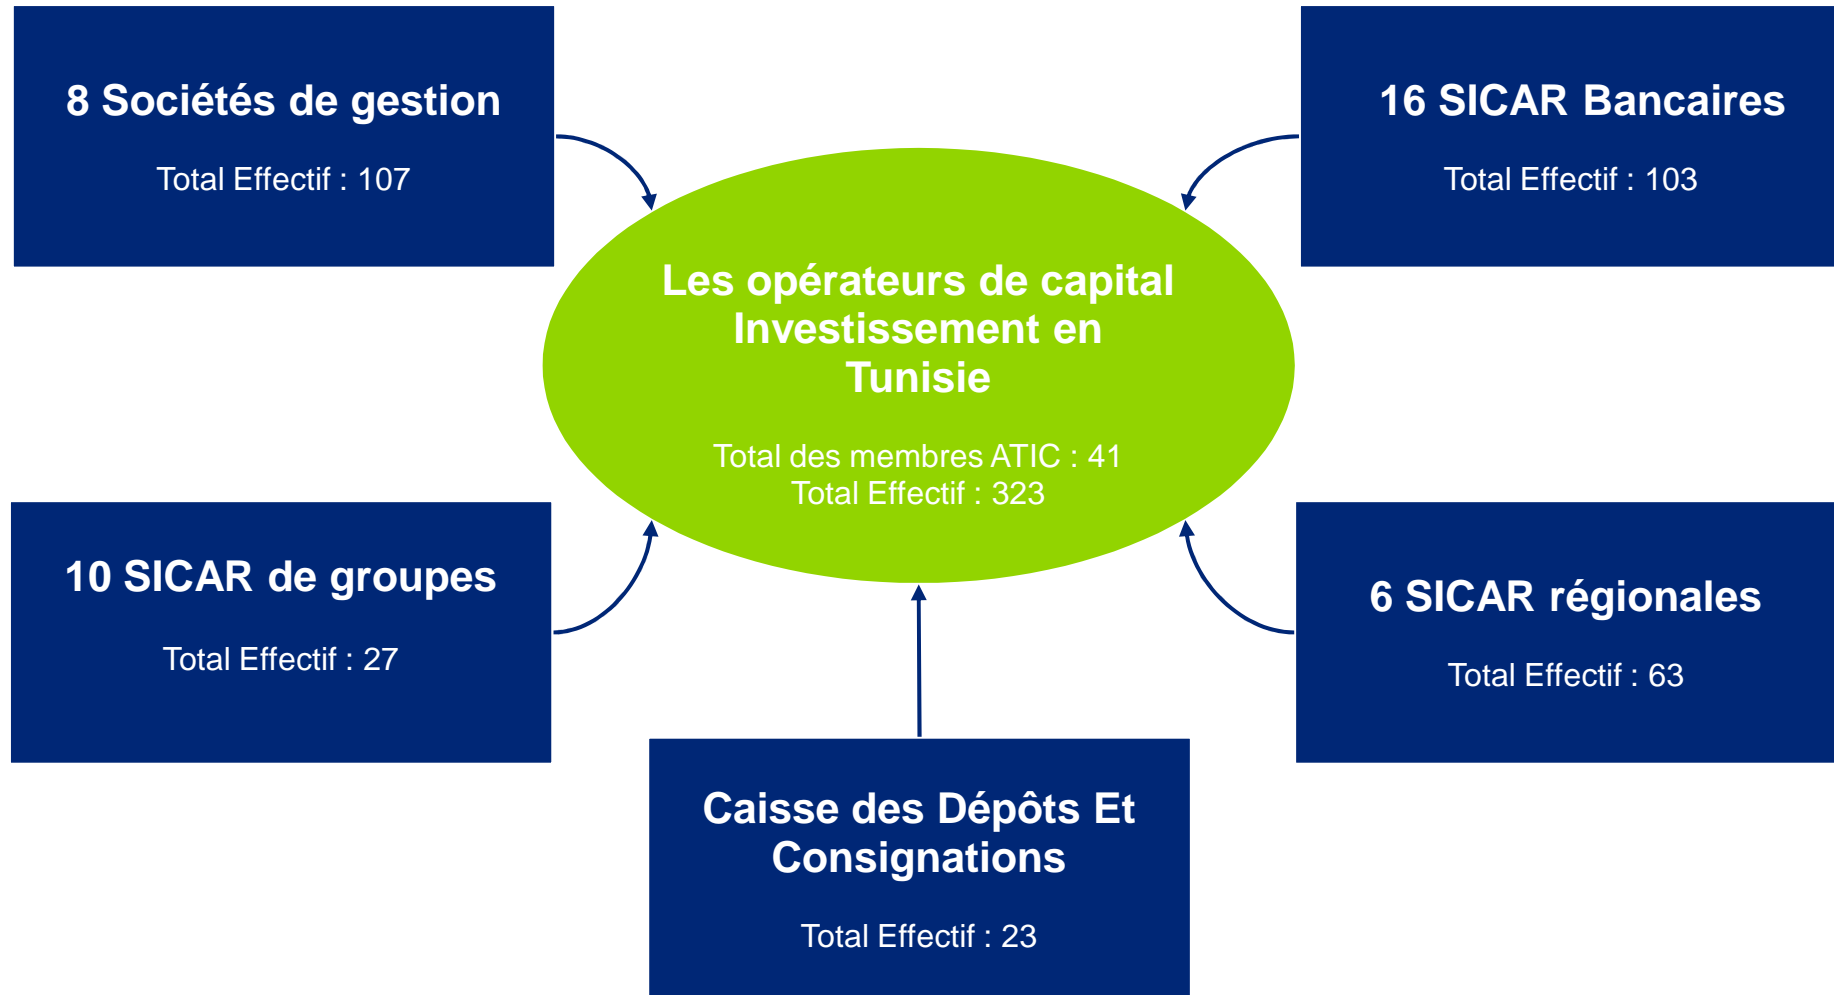 8 Sociétés de gestion
Total Effectif : 107
16 SICAR Bancaires
Total Effectif : 103
Les opérateurs de capital
Investissement en
Tunisie
Total des membres ATIC : 41
Total Effectif : 323
10 SICAR de groupes
Total Effectif : 27
6 SICAR régionales
Total Effectif : 63
Caisse des Dépôts Et
Consignations
Total Effectif : 23